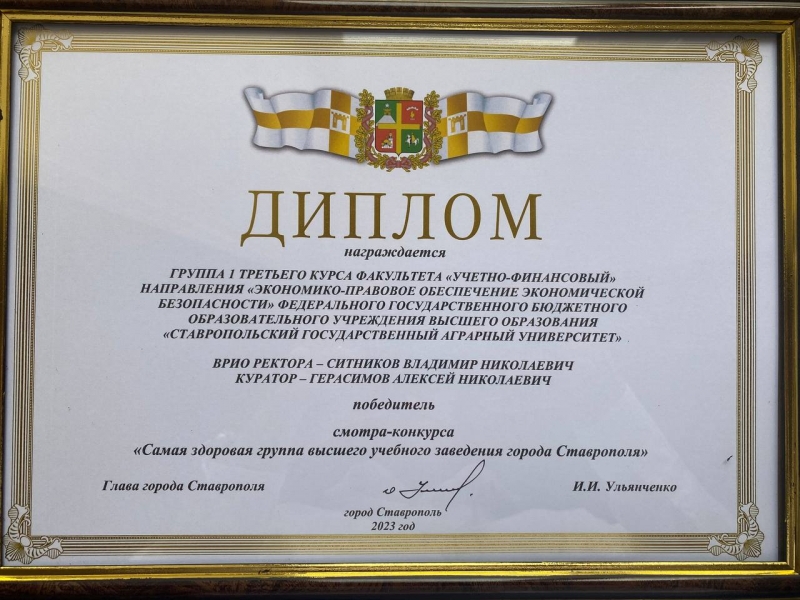 ДИПЛОМ
награждается
ГРУППА 1 ТРЕТЬЕГО КУРСА ФАКУЛЬТЕТА «УЧЕТНО-ФИНАНСОВЫЙ»
НАПРАВЛЕНИЯ «ЭКОНОМИКО-ПРАВОВОЕ ОБЕСПЕЧЕНИЕ ЭКОНОМИЧЕСКОЙ
БЕЗОПАСНОСТИ» ФЕДЕРАЛЬНОГО ГОСУДАРСТВЕННОГО БЮДЖЕТНОГО
ОБРАЗОВАТЕЛЬНОГО УЧРЕЖДЕНИЯ ВЫСШЕГО ОБРАЗОВАНИЯ
«СТАВРОПОЛЬСКИЙ ГОСУДАРСТВЕННЫЙ АГРАРНЫЙ УНИВЕРСИТЕТ»
ВРИО РЕКТОРА – СИТНИКОВ ВЛАДИМИР НИКОЛАЕВИЧ
КУРАТОР – ГЕРАСИМОВ АЛЕКСЕЙ НИКОЛАЕВИЧ
победитель
смотра-конкурса
«Самая здоровая группа высшего учебного заведения города Ставрополя»
Глава города Ставрополя И.И. Ульянченко
город Ставрополь
2023 год